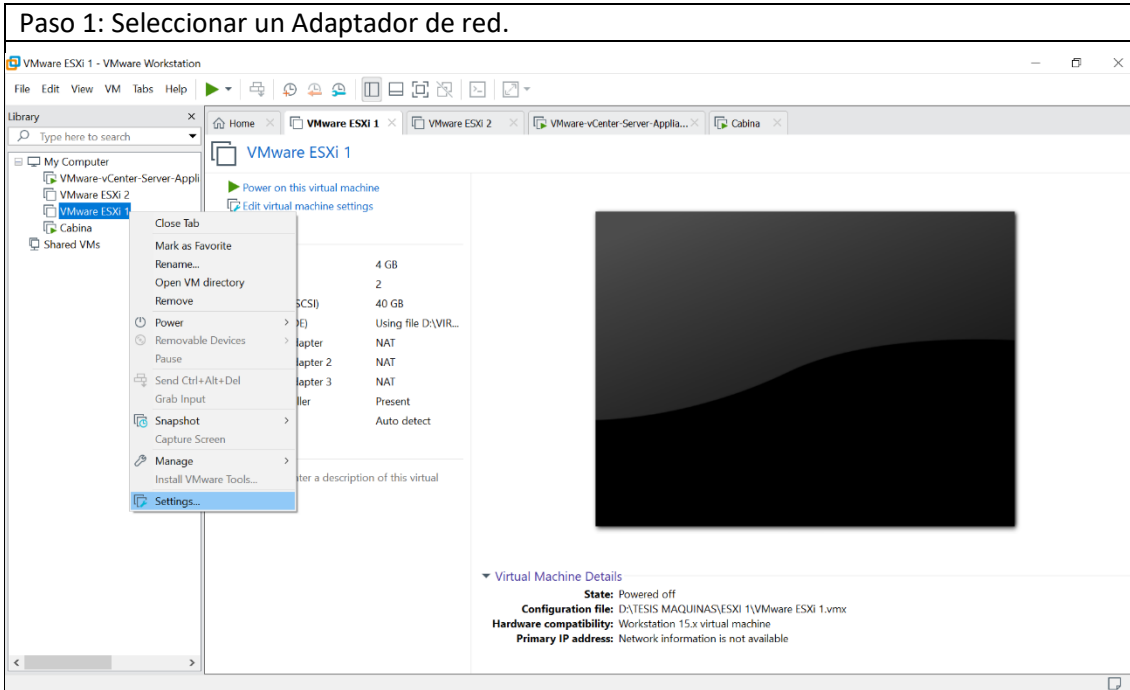 Paso 1: Seleccionar un Adaptador de red.
VMware ESXi 1 - VMware Workstation
File Edit View VM Tabs Help
Library
Type here to search
My Computer
VMware-vCenter-Server-Appli
VMware ESXi 2
VMware ESXi 1
Cabina
Shared VMs
Home
VMware ESXi 1
VMware ESXi 2
VMware-vCenter-Server-Applia...
Cabina
VMware ESXi 1
Power on this virtual machine
Edit virtual machine settings
Close Tab
Mark as Favorite
Rename...
Open VM directory
Remove
Power
Removable Devices
Pause
Send Ctrl+Alt+Del
Grab Input
Snapshot
Capture Screen
Manage
Install VMware Tools...
Settings...
4 GB
2
SCSI) 40 GB
DE) Using file D:\VIR...
dapter NAT
dapter 2 NAT
dapter 3 NAT
ller Present
Auto detect
nter a description of this virtual
Virtual Machine Details
State: Powered off
Configuration file: D:\TESIS MAQUINAS\ESXI 1\VMware ESXi 1.vmx
Hardware compatibility: Workstation 15.x virtual machine
Primary IP address: Network information is not available